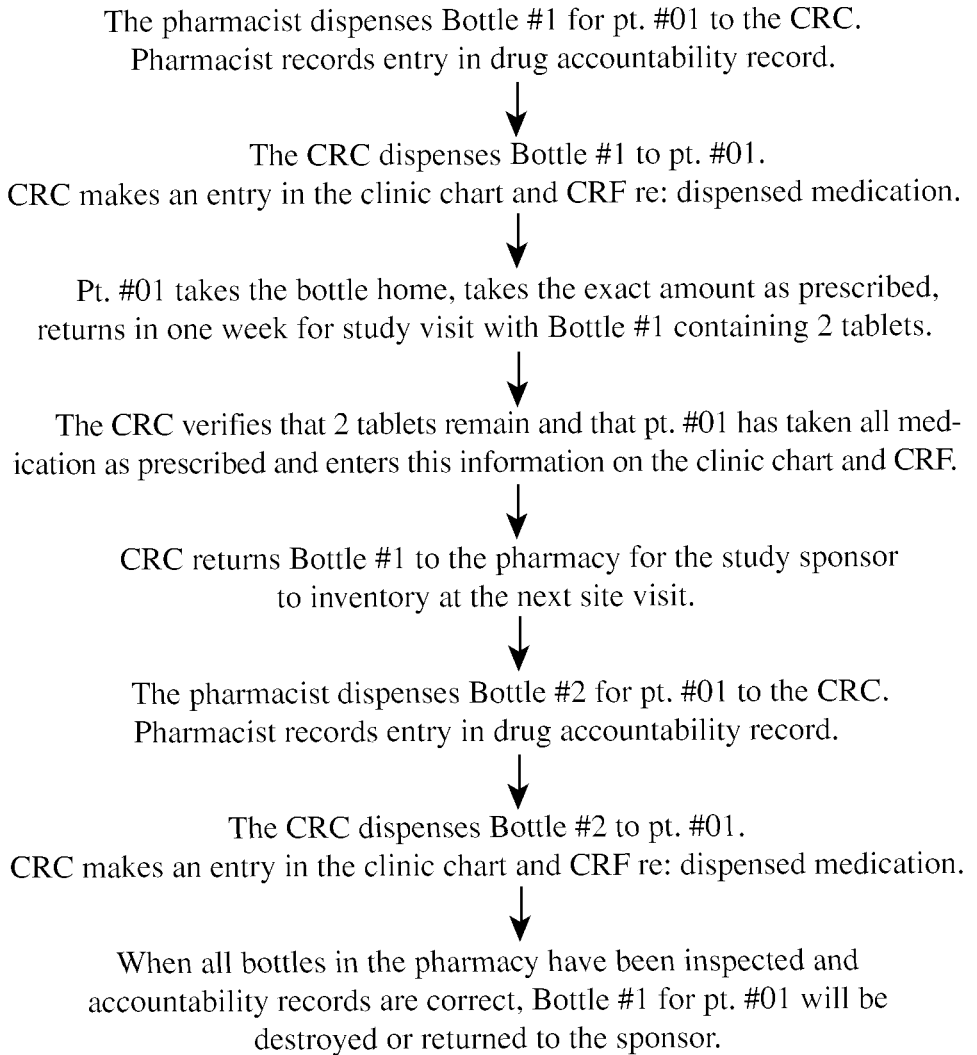 The pharmacist dispenses Bottle #1 for pt. #01 to the CRC.
Pharmacist records entry in drug accountability record.
The CRC dispenses Bottle #1 to pt. #01.
CRC makes an entry in the clinic chart and CRF re: dispensed medication.
Pt. #01 takes the bottle home, takes the exact amount as prescribed,
returns in one week for study visit with Bottle #1 containing 2 tablets.
The CRC verifies that 2 tablets remain and that pt. #01 has taken all med-
ication as prescribed and enters this information on the clinic chart and CRF.
CRC returns Bottle #1 to the pharmacy for the study sponsor
to inventory at the next site visit.
The pharmacist dispenses Bottle #2 for pt. #01 to the CRC.
Pharmacist records entry in drug accountability record.
The CRC dispenses Bottle #2 to pt. #01.
CRC makes an entry in the clinic chart and CRF re: dispensed medication.
When all bottles in the pharmacy have been inspected and
accountability records are correct, Bottle #1 for pt. #01 will be
destroyed or returned to the sponsor.